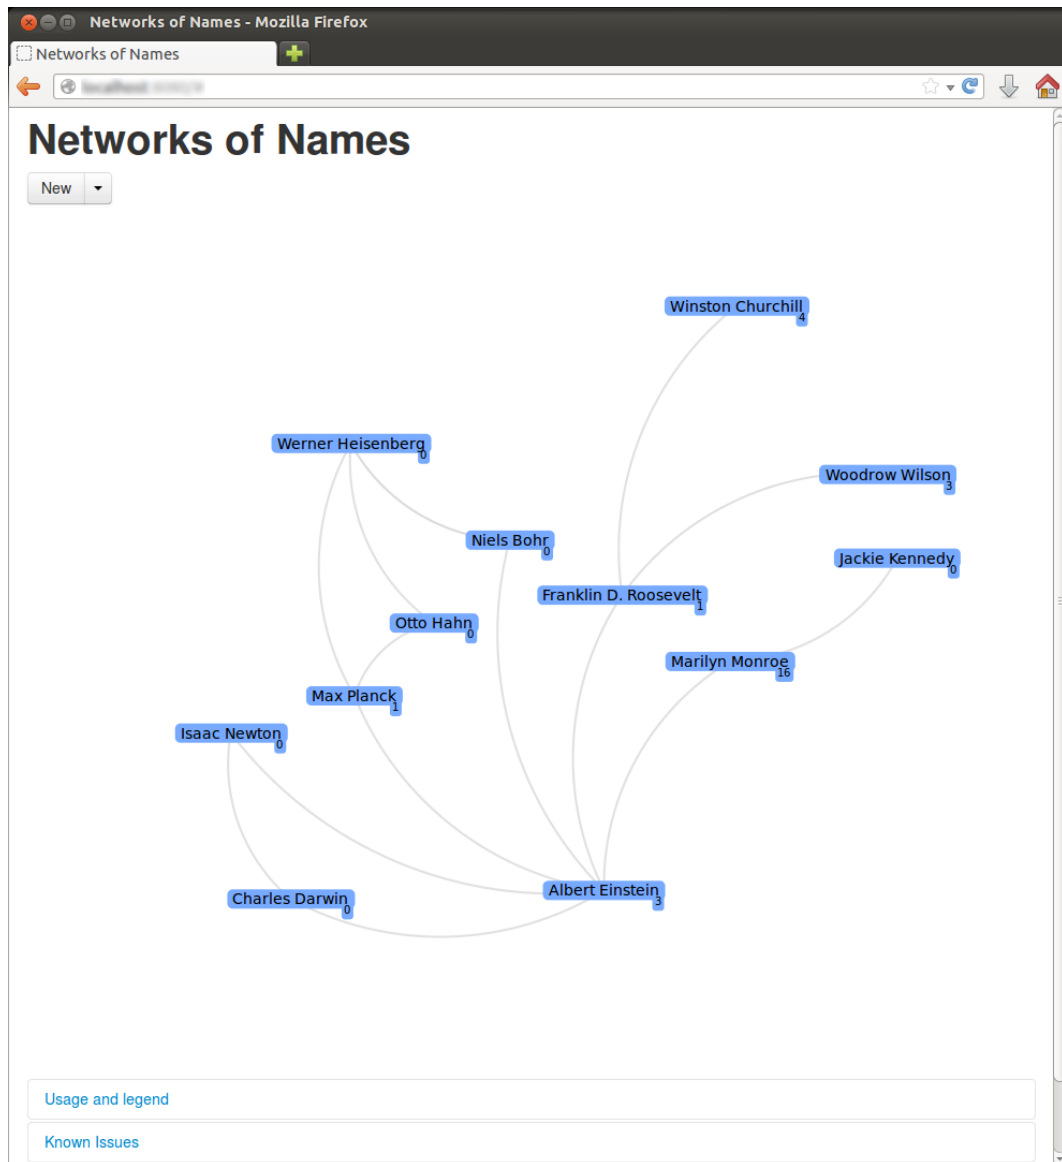 Networks of Names - Mozilla Firefox
Networks of Names
Networks of Names
New
Winston Churchill
4
Werner Heisenberg
0
Woodrow Wilson
3
Niels Bohr
0
Jackie Kennedy
0
Franklin D. Roosevelt
1
Otto Hahn
0
Marilyn Monroe
16
Max Planck
1
Isaac Newton
0
Albert Einstein
3
Charles Darwin
0
Usage and legend
Known Issues